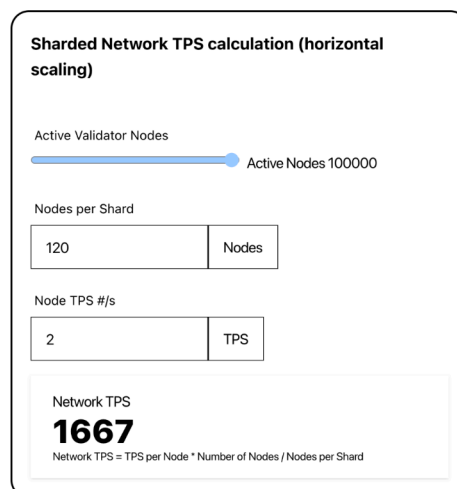 Sharded Network TPS calculation (horizontal
scaling)
Active Validator Nodes
Active Nodes 100000
Nodes per Shard
120 Nodes
Node TPS #/s
2 TPS
Network TPS
1667
Network TPS = TPS per Node * Number of Nodes / Nodes per Shard